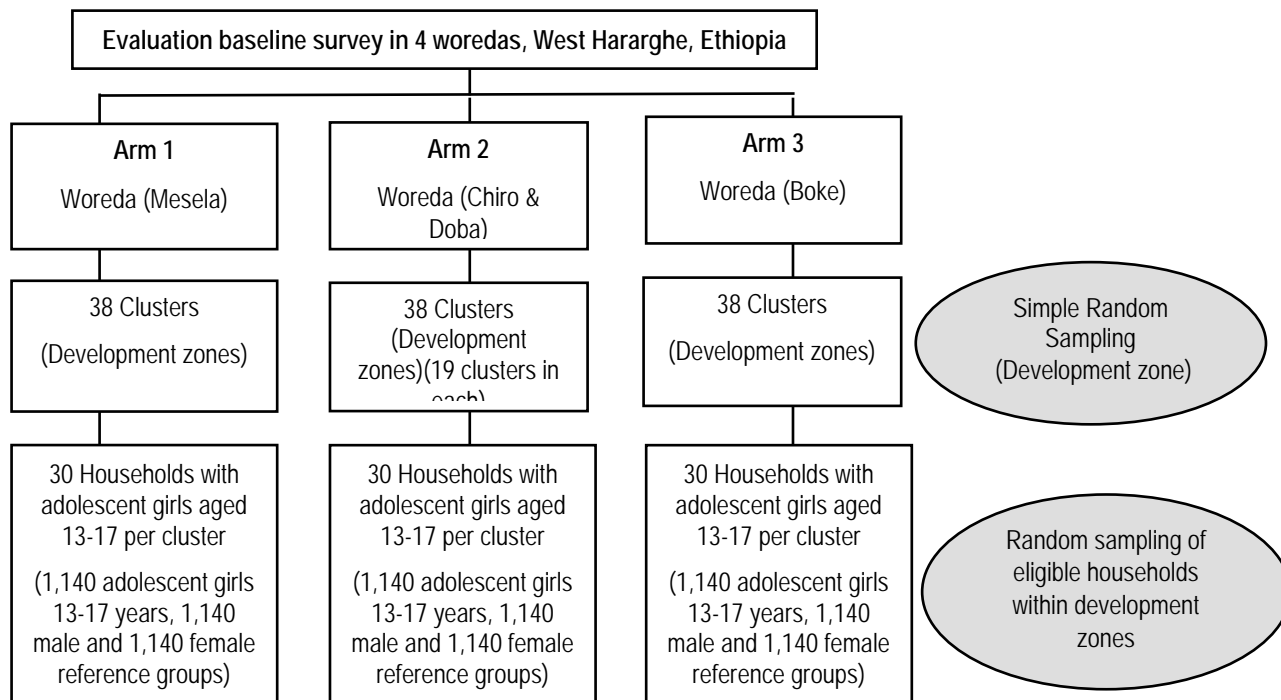 Evaluation baseline survey in 4 woredas, West Hararghe, Ethiopia
Arm 1
Woreda (Mesela)
Arm 2
Woreda (Chiro &
Doba)
Arm 3
Woreda (Boke)
38 Clusters
(Development zones)
38 Clusters
(Development
zones)(19 clusters in
each)
38 Clusters
(Development zones)
Simple Random
Sampling
(Development zone)
30 Households with
adolescent girls aged
13-17 per cluster
(1,140 adolescent girls
13-17 years, 1,140
male and 1,140 female
reference groups)
30 Households with
adolescent girls aged
13-17 per cluster
(1,140 adolescent girls
13-17 years, 1,140
male and 1,140 female
reference groups)
30 Households with
adolescent girls aged
13-17 per cluster
(1,140 adolescent girls
13-17 years, 1,140
male and 1,140 female
reference groups)
Random sampling of
eligible households
within development
zones